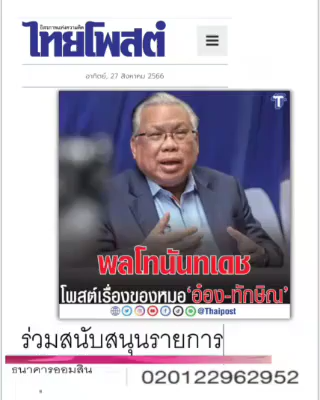 ไทยโพสต์
อาทิตย์, 27 สิงหาคม 2566
T
พลโทนันทเดช
โพสต์เรื่องของหมอ‘อ๋อง-ทักษิณ’
@Thaipost
ร่วมสนับสนุนรายการ
ธนาคารออมสิน
020122962952